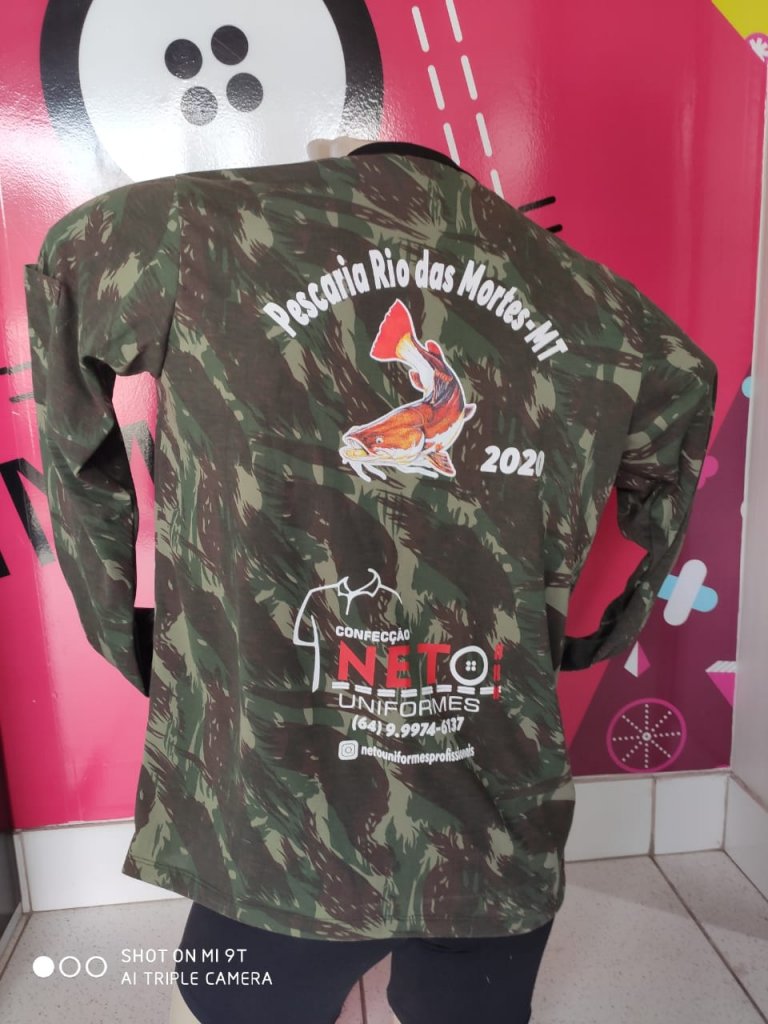 Pescaria Rio das Mortes-MT
2020
CONFECÇÃO
NETO
UNIFORMES
(64) 9.9974-6137
netouniformesprofissionais
SHOT ON MI 9T
AI TRIPLE CAMERA